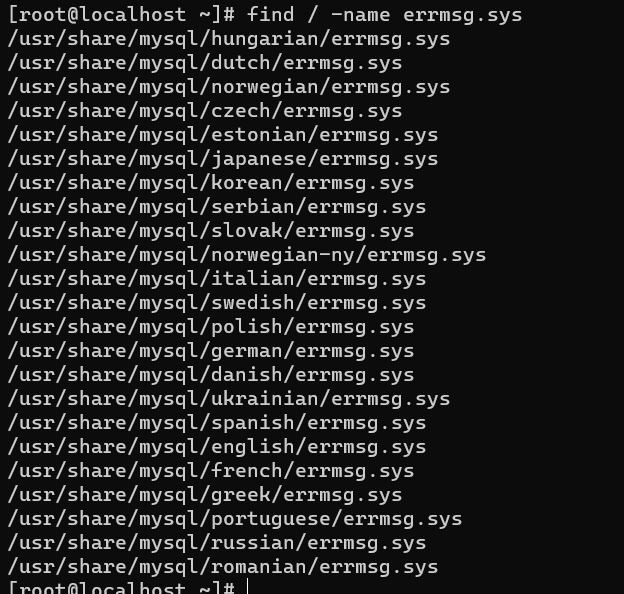 [root@localhost ~]# find / -name errmsg.sys
/usr/share/mysql/hungarian/errmsg.sys
/usr/share/mysql/dutch/errmsg.sys
/usr/share/mysql/norwegian/errmsg.sys
/usr/share/mysql/czech/errmsg.sys
/usr/share/mysql/estonian/errmsg.sys
/usr/share/mysql/japanese/errmsg.sys
/usr/share/mysql/korean/errmsg.sys
/usr/share/mysql/serbian/errmsg.sys
/usr/share/mysql/slovak/errmsg.sys
/usr/share/mysql/norwegian-ny/errmsg.sys
/usr/share/mysql/italian/errmsg.sys
/usr/share/mysql/swedish/errmsg.sys
/usr/share/mysql/polish/errmsg.sys
/usr/share/mysql/german/errmsg.sys
/usr/share/mysql/danish/errmsg.sys
/usr/share/mysql/ukrainian/errmsg.sys
/usr/share/mysql/spanish/errmsg.sys
/usr/share/mysql/english/errmsg.sys
/usr/share/mysql/french/errmsg.sys
/usr/share/mysql/greek/errmsg.sys
/usr/share/mysql/portuguese/errmsg.sys
/usr/share/mysql/russian/errmsg.sys
/usr/share/mysql/romanian/errmsg.sys
[root@localhost ~]#